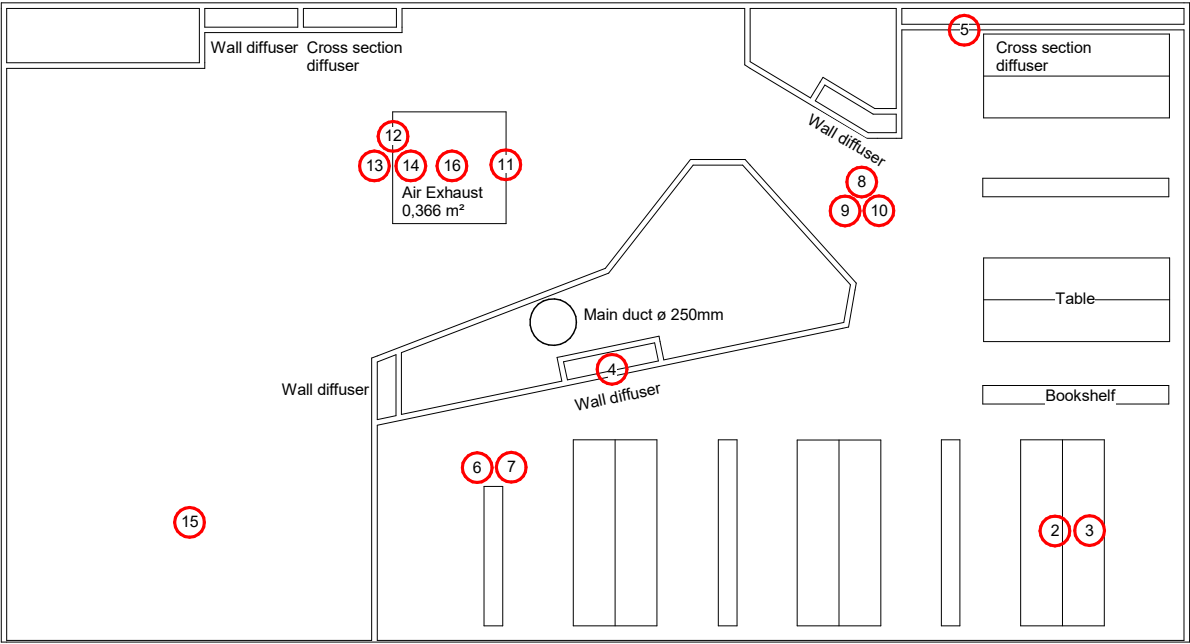 5
Wall diffuser Cross section
diffuser
Cross section
diffuser
Wall diffuser
12
13
14
16
11
Air Exhaust
0,366 m²
8
9
10
Main duct ø 250mm
Table
4
Wall diffuser
Wall diffuser
Bookshelf
6
7
15
2
3